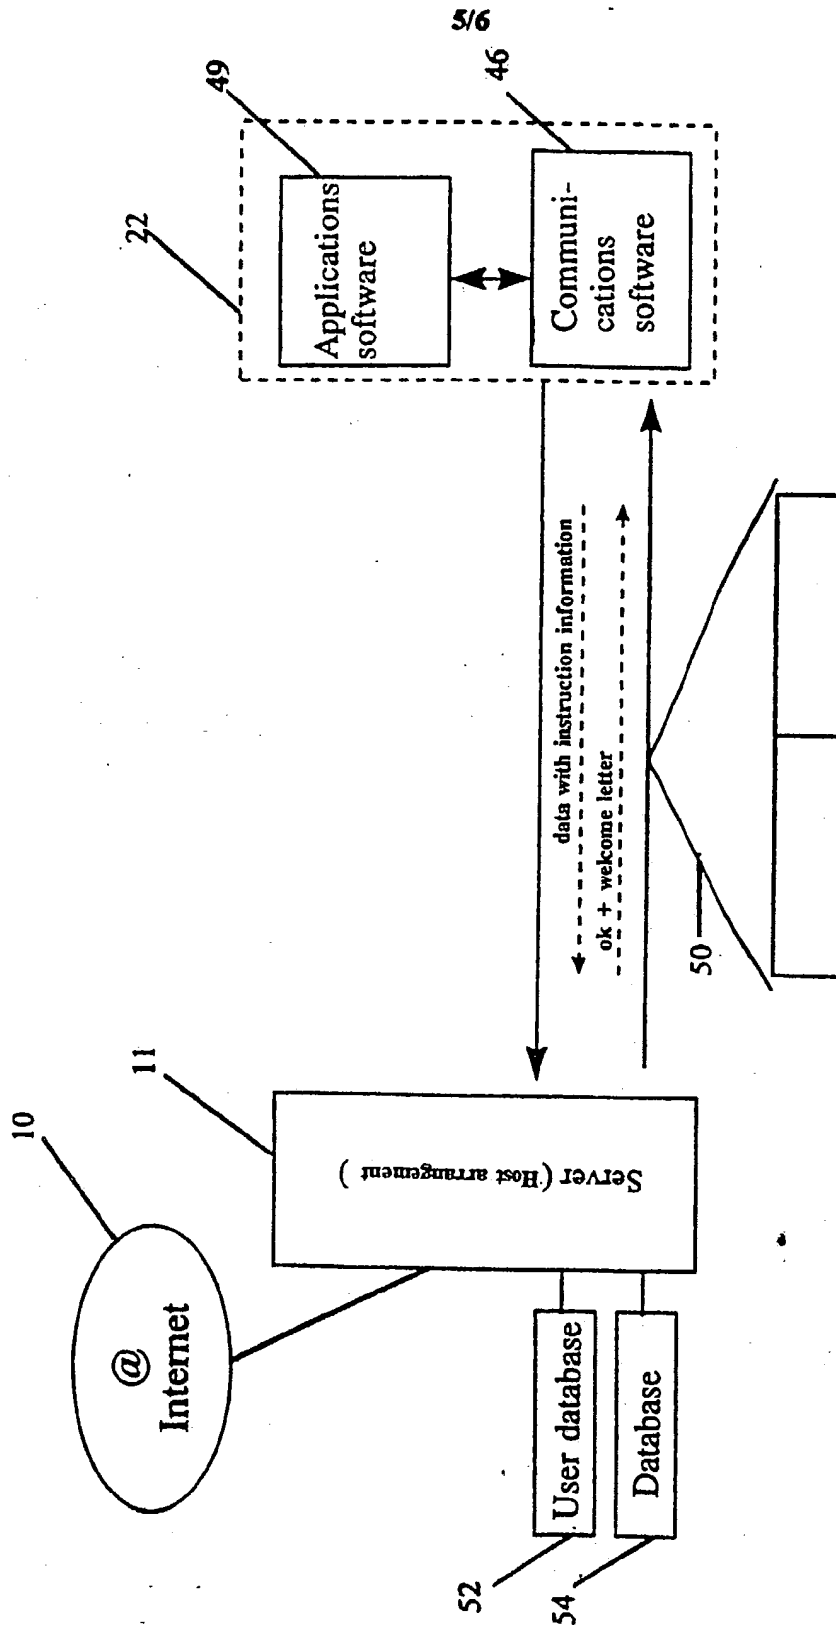 5/6
10
@
Internet
11
Server (Host arrangement )
52
User database
54
Database
data with instruction information
ok + welcome letter
50
22
49
Applications
software
46
Communi-
cations
software